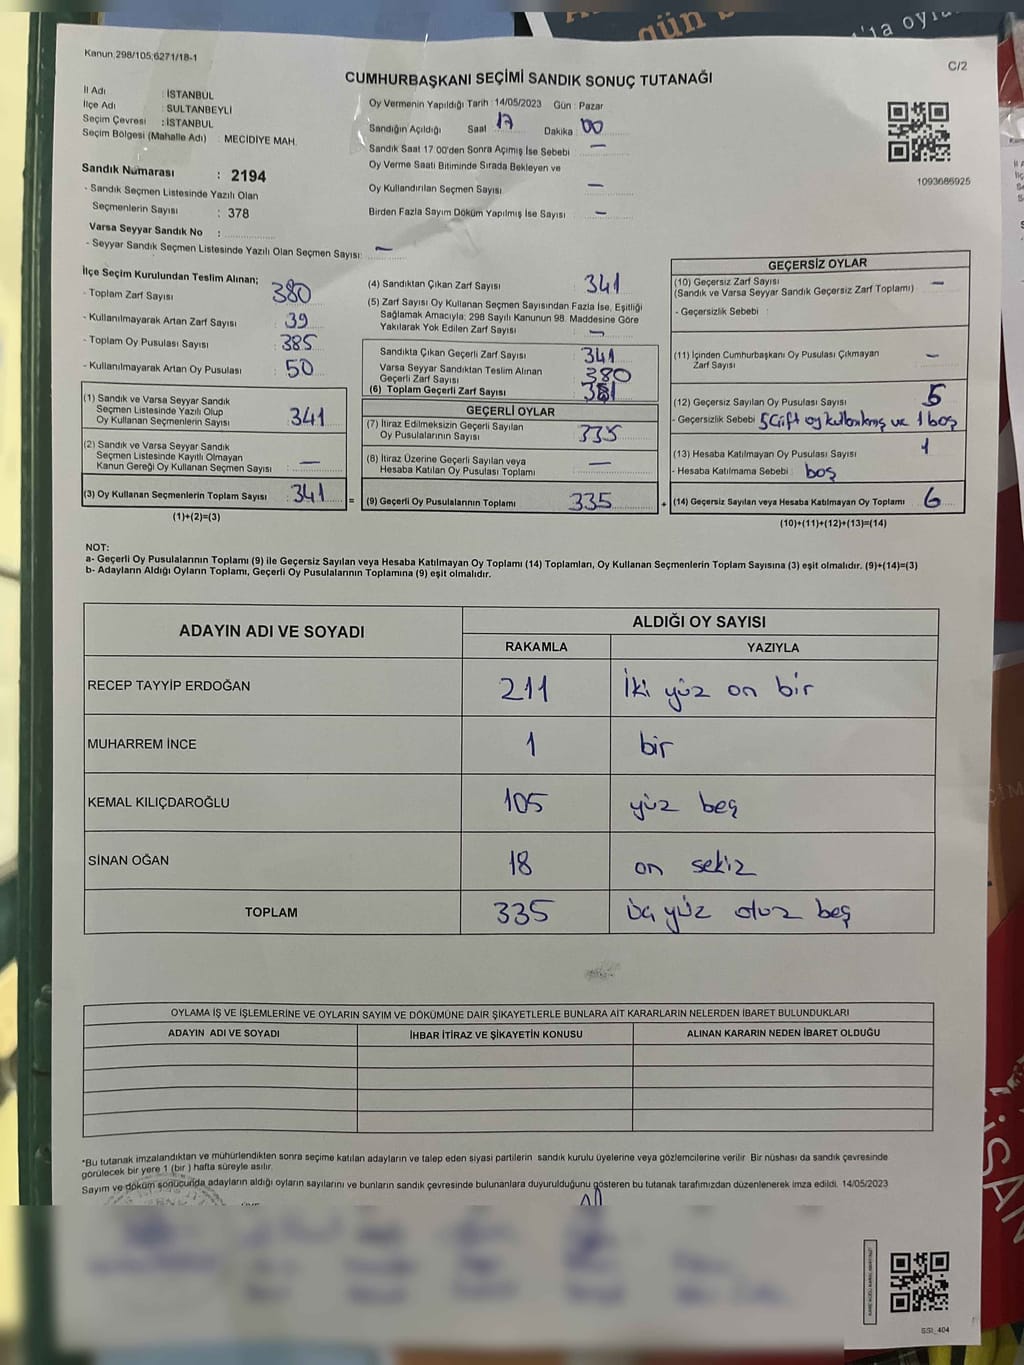 gün
'ta oylar
Kanun 298/105;6271/18-1
C/2
CUMHURBAŞKANI SEÇİMİ SANDIK SONUÇ TUTANAĞI
İl Adı : İSTANBUL
İlçe Adı : SULTANBEYLİ
Seçim Çevresi : İSTANBUL
Seçim Bölgesi (Mahalle Adı) : MECİDİYE MAH.
Sandık Numarası : 2194
- Sandık Seçmen Listesinde Yazılı Olan
Seçmenlerin Sayısı : 378
Varsa Seyyar Sandık No :
- Seyyar Sandık Seçmen Listesinde Yazılı Olan Seçmen Sayısı: —
Oy Vermenin Yapıldığı Tarih : 14/05/2023 Gün : Pazar
Sandığın Açıldığı Saat 17 Dakika : 00
Sandık Saat 17 00'den Sonra Açımış İse Sebebi —
Oy Verme Saati Bitiminde Sırada Bekleyen ve
Oy Kullandırılan Seçmen Sayısı —
Birden Fazla Sayım Döküm Yapılmış İse Sayısı —
1093686925
İlçe Seçim Kurulundan Teslim Alınan;
- Toplam Zarf Sayısı 380
- Kullanılmayarak Artan Zarf Sayısı : 39
- Toplam Oy Pusulası Sayısı : 385
- Kullanılmayarak Artan Oy Pusulası : 50
(1) Sandık ve Varsa Seyyar Sandık
Seçmen Listesinde Yazılı Olup
Oy Kullanan Seçmenlerin Sayısı : 341
(2) Sandık ve Varsa Seyyar Sandık
Seçmen Listesinde Kayıtlı Olmayan
Kanun Gereği Oy Kullanan Seçmen Sayısı : —
(3) Oy Kullanan Seçmenlerin Toplam Sayısı : 341 =
(1)+(2)=(3)
(4) Sandıktan Çıkan Zarf Sayısı : 341
(5) Zarf Sayısı Oy Kullanan Seçmen Sayısından Fazla İse, Eşitliği
Sağlamak Amacıyla; 298 Sayılı Kanunun 98. Maddesine Göre
Yakılarak Yok Edilen Zarf Sayısı : —
Sandıkta Çıkan Geçerli Zarf Sayısı : 341
Varsa Seyyar Sandıktan Teslim Alınan
Geçerli Zarf Sayısı : 380
(6) Toplam Geçerli Zarf Sayısı :
GEÇERLİ OYLAR
(7) İtiraz Edilmeksizin Geçerli Sayılan
Oy Pusulalarının Sayısı : 335
(8) İtiraz Üzerine Geçerli Sayılan veya
Hesaba Katılan Oy Pusulası Toplamı : —
(9) Geçerli Oy Pusulalarının Toplamı 335 +
GEÇERSİZ OYLAR
(10) Geçersiz Zarf Sayısı
(Sandık ve Varsa Seyyar Sandık Geçersiz Zarf Toplamı) : —
- Geçersizlik Sebebi :
(11) İçinden Cumhurbaşkanı Oy Pusulası Çıkmayan
Zarf Sayısı : —
(12) Geçersiz Sayılan Oy Pusulası Sayısı : 5
- Geçersizlik Sebebi 5 Çift oy kullanılmış ve 1 boş
(13) Hesaba Katılmayan Oy Pusulası Sayısı 1
- Hesaba Katılmama Sebebi : boş
(14) Geçersiz Sayılan veya Hesaba Katılmayan Oy Toplamı : 6
(10)+(11)+(12)+(13)=(14)
NOT:
a- Geçerli Oy Pusulalarının Toplamı (9) ile Geçersiz Sayılan veya Hesaba Katılmayan Oy Toplamı (14) Toplamları, Oy Kullanan Seçmenlerin Toplam Sayısına (3) eşit olmalıdır. (9)+(14)=(3)
b- Adayların Aldığı Oyların Toplamı, Geçerli Oy Pusulalarının Toplamına (9) eşit olmalıdır.
ADAYIN ADI VE SOYADI
ALDIĞI OY SAYISI
RAKAMLA YAZIYLA
RECEP TAYYİP ERDOĞAN 211 İki yüz on bir
MUHARREM İNCE 1 bir
KEMAL KILIÇDAROĞLU 105 yüz beş
SİNAN OĞAN 18 on sekiz
TOPLAM 335 üç yüz otuz beş
OYLAMA İŞ VE İŞLEMLERİNE VE OYLARIN SAYIM VE DÖKÜMÜNE DAİR ŞİKAYETLERLE BUNLARA AİT KARARLARIN NELERDEN İBARET BULUNDUKLARI
ADAYIN ADI VE SOYADI İHBAR İTİRAZ VE ŞİKAYETİN KONUSU ALINAN KARARIN NEDEN İBARET OLDUĞU
*Bu tutanak imzalandıktan ve mühürlendikten sonra seçime katılan adayların ve talep eden siyasi partilerin sandık kurulu üyelerine veya gözlemcilerine verilir. Bir nüshası da sandık çevresinde
görülecek bir yere 1 (bir ) hafta süreyle asılır.
Sayım ve döküm sonucunda adayların aldığı oyların sayılarını ve bunların sandık çevresinde bulunanlara duyurulduğunu gösteren bu tutanak tarafımızdan düzenlenerek imza edildi. 14/05/2023
SSI_404